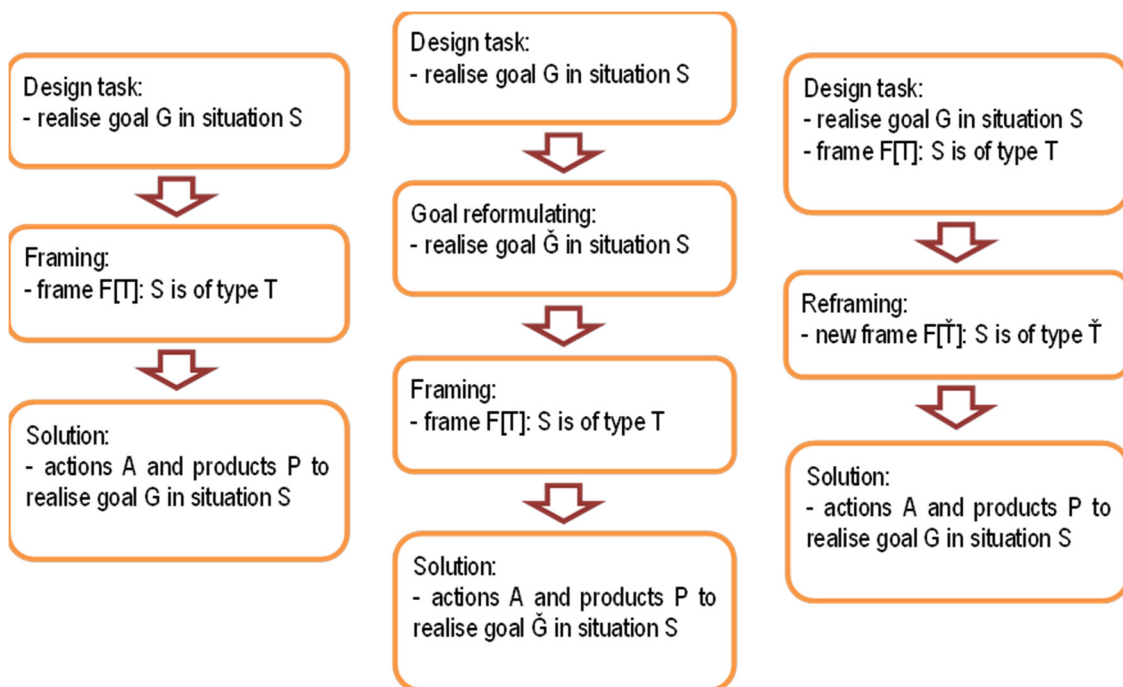 Design task:
- realise goal G in situation S
Framing:
- frame F[T]: S is of type T
Solution:
- actions A and products P to
realise goal G in situation S
Design task:
- realise goal G in situation S
Goal reformulating:
- realise goal Ǧ in situation S
Framing:
- frame F[T]: S is of type T
Solution:
- actions A and products P to
realise goal Ǧ in situation S
Design task:
- realise goal G in situation S
- frame F[T]: S is of type T
Reframing:
- new frame F[Ť]: S is of type Ť
Solution:
- actions A and products P to
realise goal G in situation S